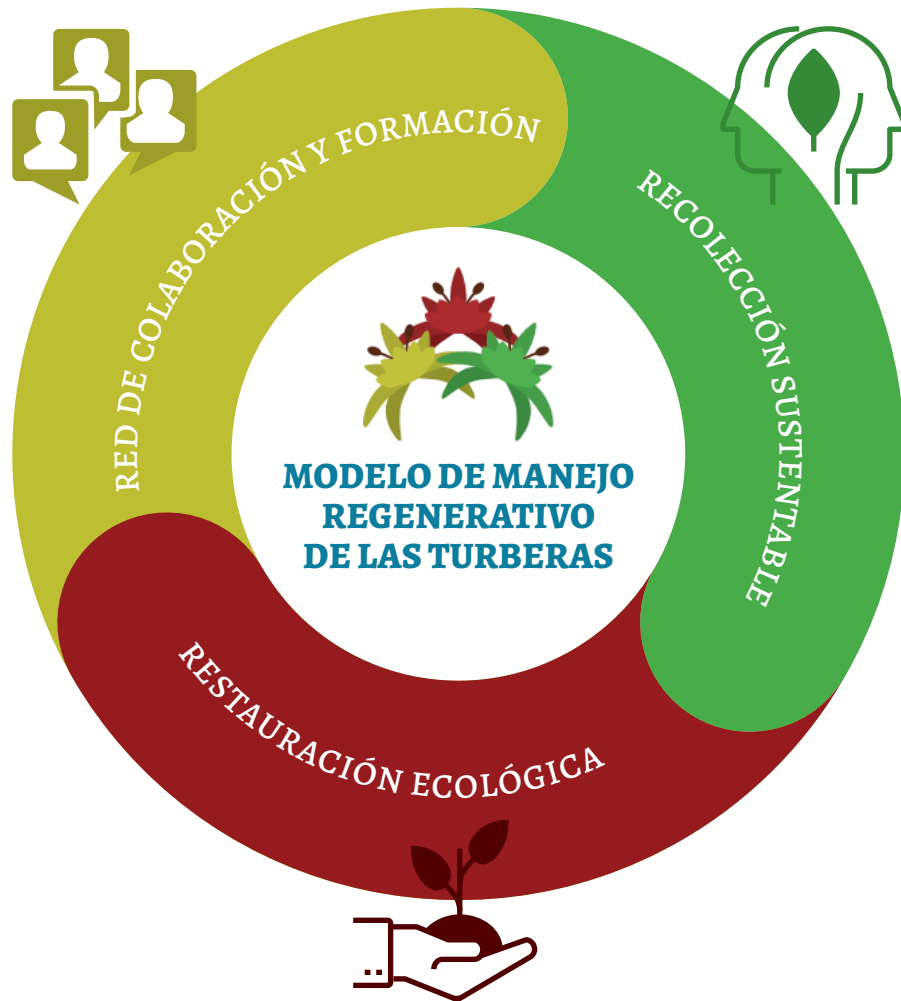 RED DE COLABORACIÓN Y FORMACIÓN
RECOLECCIÓN SUSTENTABLE
MODELO DE MANEJO
REGENERATIVO
DE LAS TURBERAS
RESTAURACIÓN ECOLÓGICA